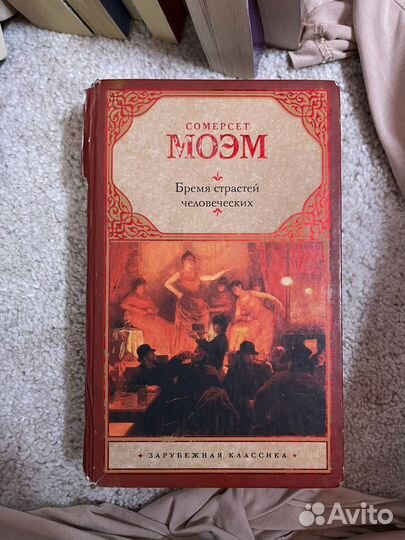 СОМЕРСЕТ
МОЭМ
Бремя страстей
человеческих
ЗАРУБЕЖНАЯ КЛАССИКА
Avito